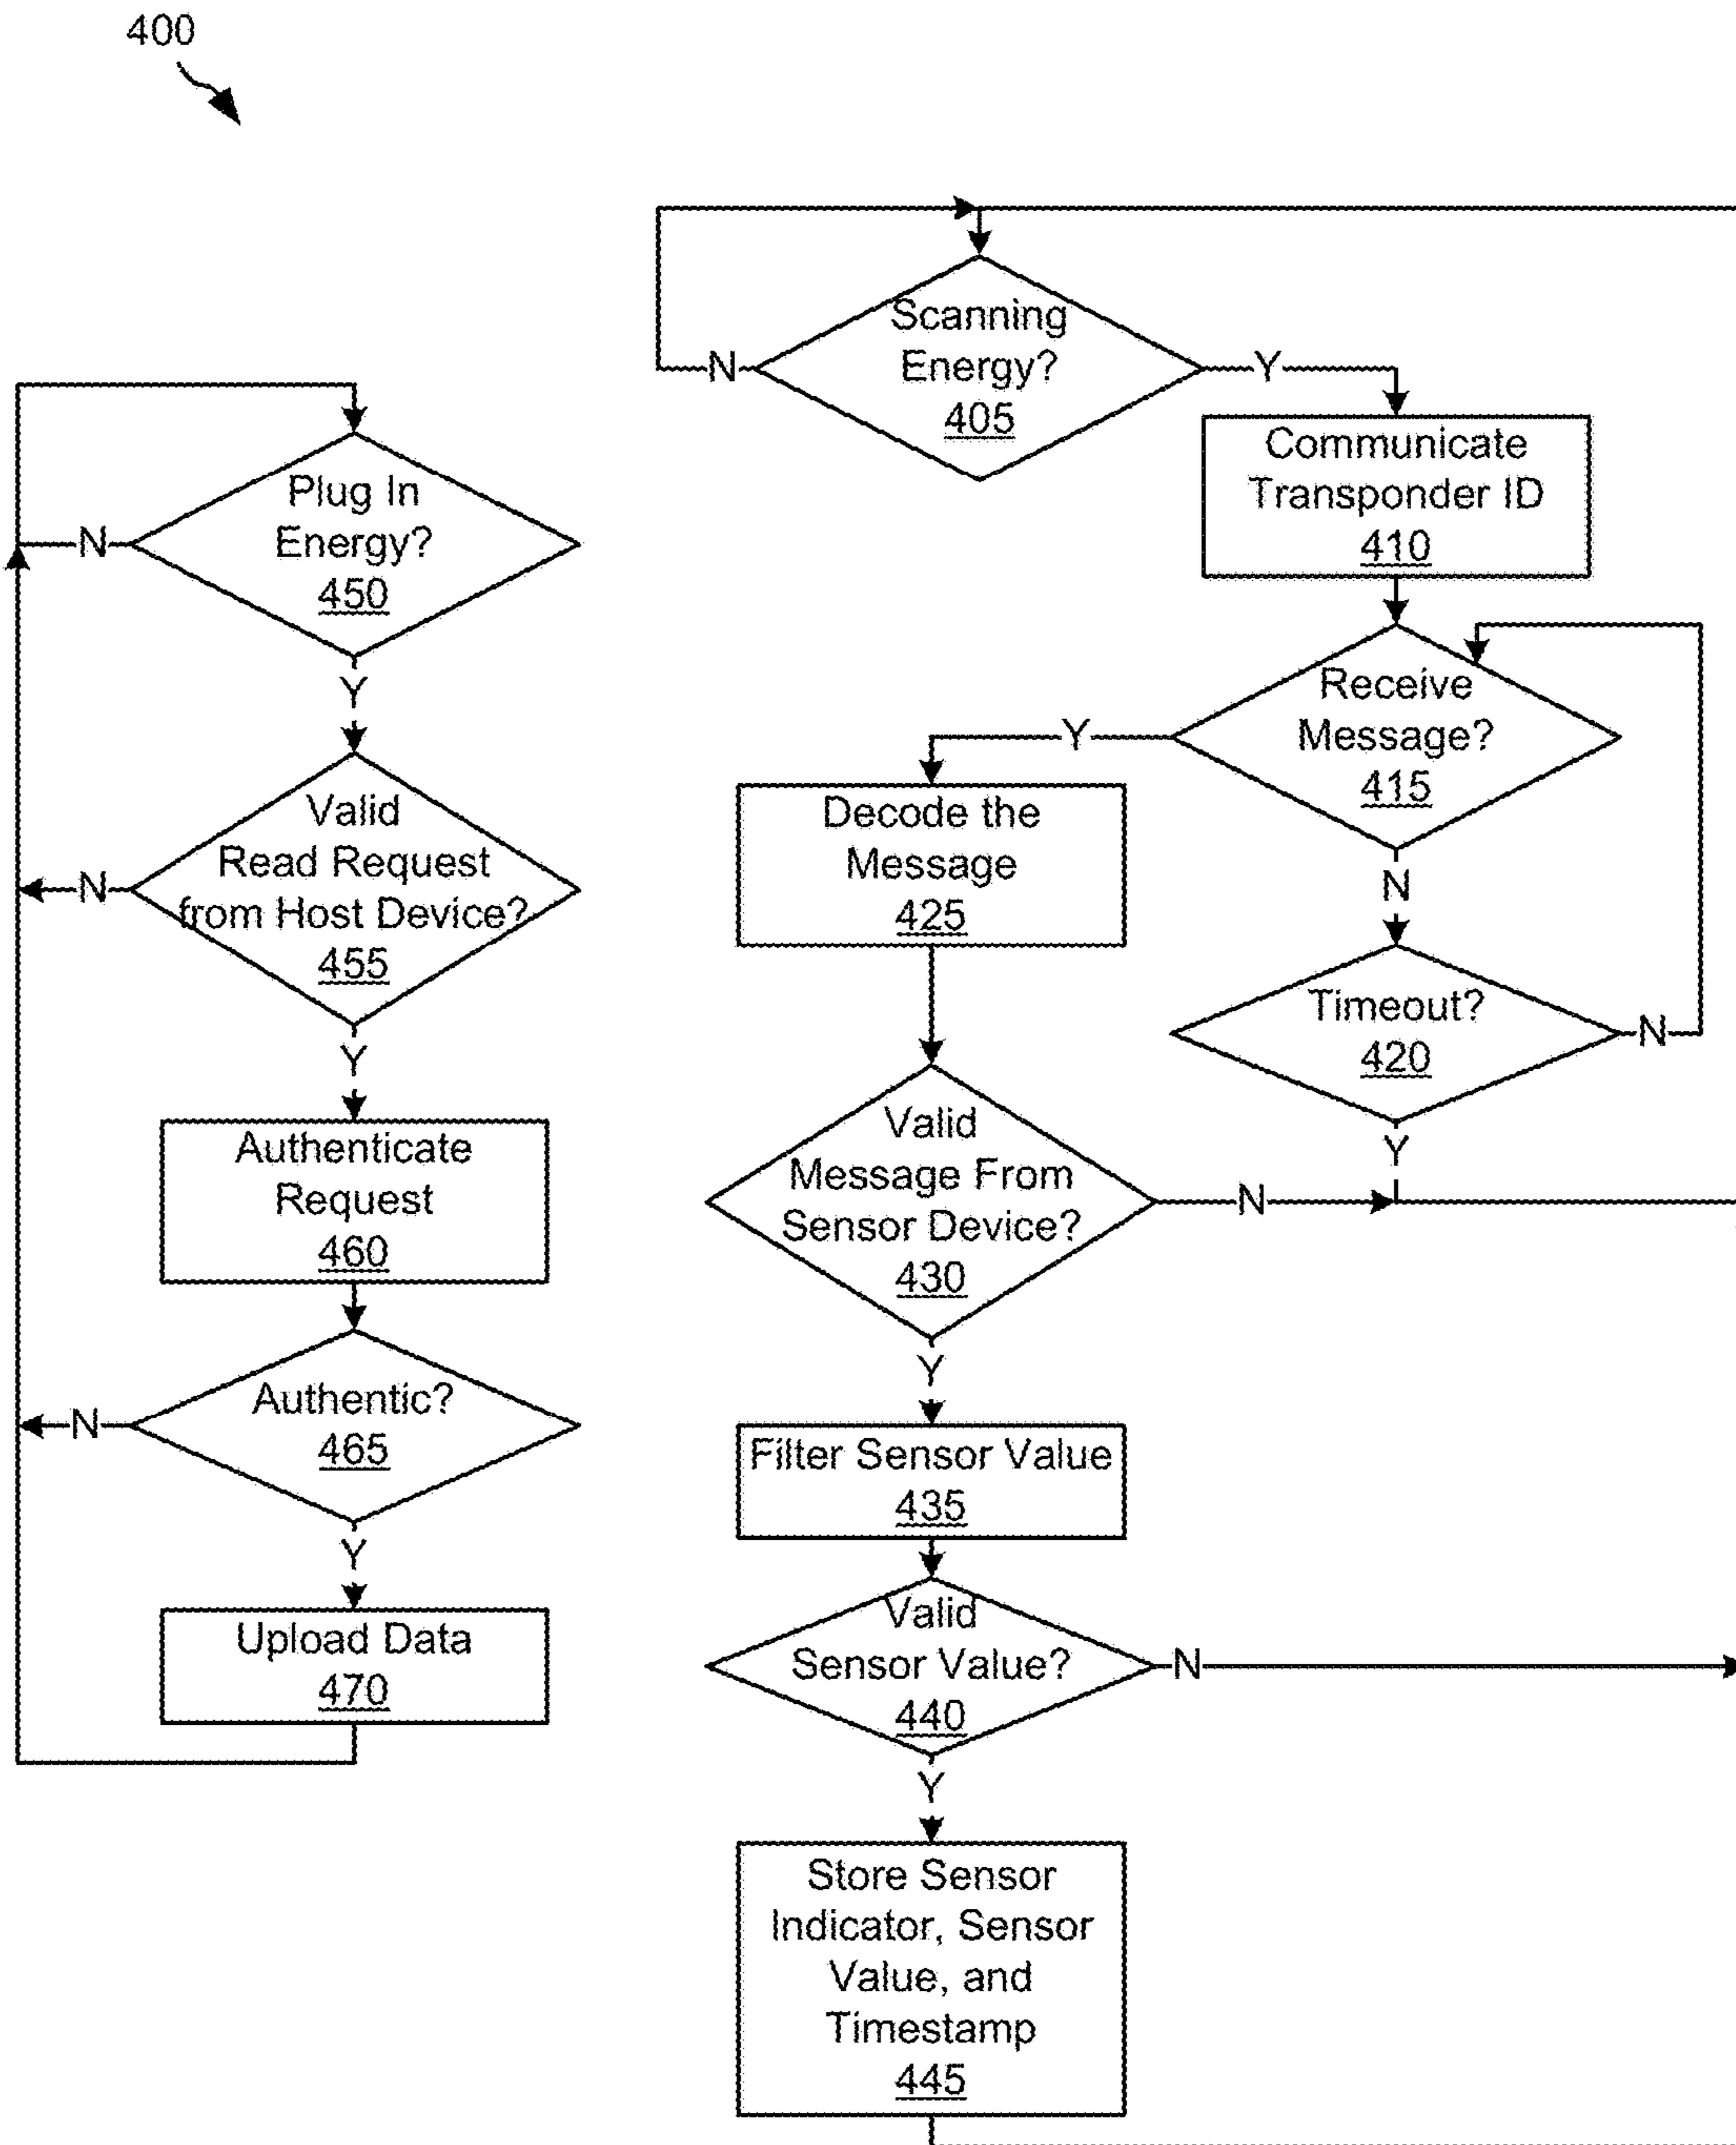 400
Scanning
Energy?
405
N
Y
Communicate
Transponder ID
410
Receive
Message?
415
Y
N
Timeout?
420
N
Y
Decode the
Message
425
Valid
Message From
Sensor Device?
430
N
Y
Filter Sensor Value
435
Valid
Sensor Value?
440
N
Y
Store Sensor
Indicator, Sensor
Value, and
Timestamp
445
Plug In
Energy?
450
N
Y
Valid
Read Request
from Host Device?
455
N
Y
Authenticate
Request
460
Authentic?
465
N
Y
Upload Data
470